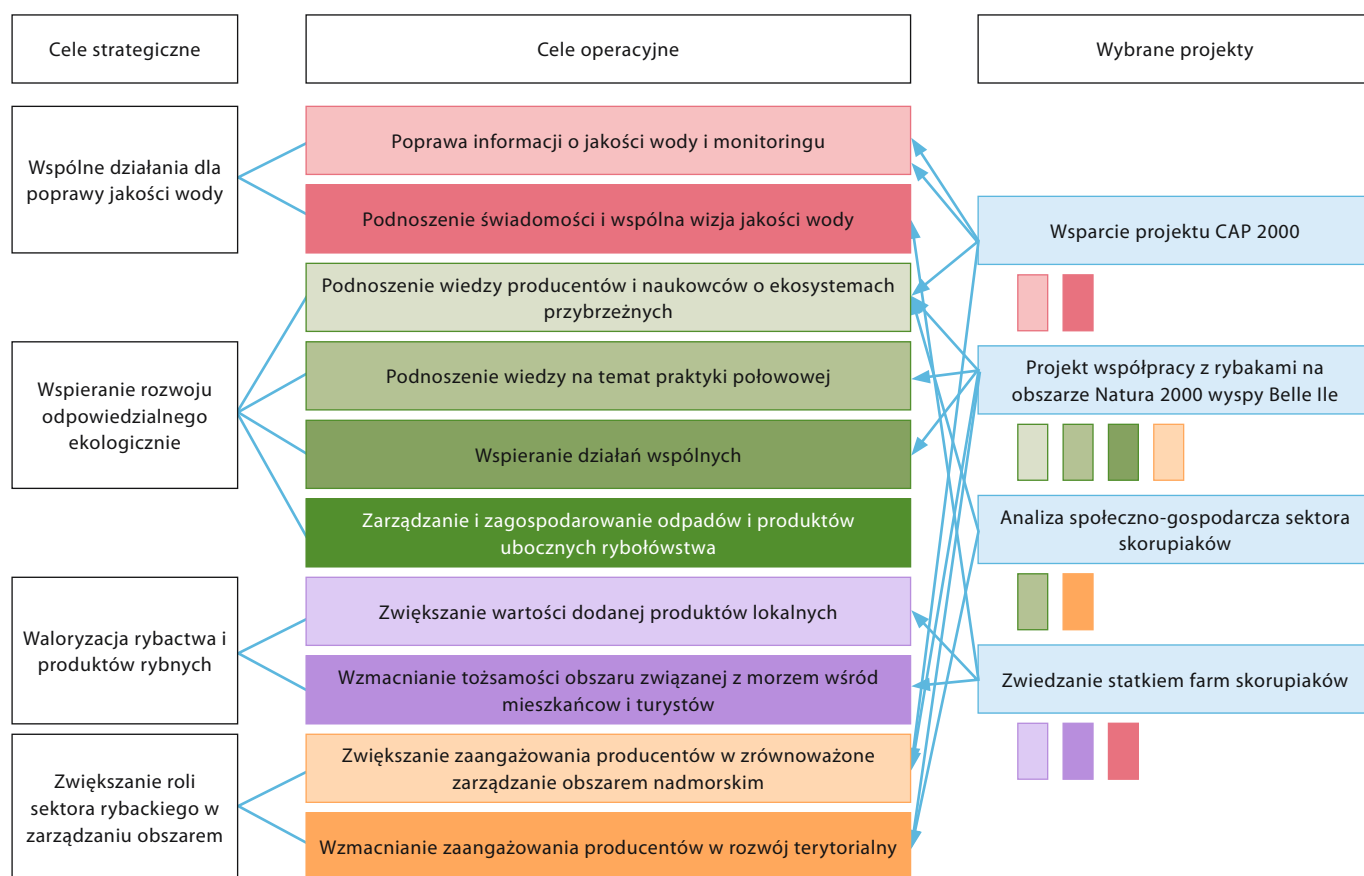 Cele strategiczne
Cele operacyjne
Wybrane projekty
Wspólne działania dla
poprawy jakości wody
Poprawa informacji o jakości wody i monitoringu
Podnoszenie świadomości i wspólna wizja jakości wody
Wspieranie rozwoju
odpowiedzialnego
ekologicznie
Podnoszenie wiedzy producentów i naukowców o ekosystemach
przybrzeżnych
Podnoszenie wiedzy na temat praktyki połowowej
Wspieranie działań wspólnych
Zarządzanie i zagospodarowanie odpadów i produktów
ubocznych rybołówstwa
Waloryzacja rybactwa i
produktów rybnych
Zwiększanie wartości dodanej produktów lokalnych
Wzmacnianie tożsamości obszaru związanej z morzem wśród
mieszkańcow i turystów
Zwiększanie roli
sektora rybackiego w
zarządzaniu obszarem
Zwiększanie zaangażowania producentów w zrównoważone
zarządzanie obszarem nadmorskim
Wzmacnianie zaangażowania producentów w rozwój terytorialny
Wsparcie projektu CAP 2000
Projekt współpracy z rybakami na
obszarze Natura 2000 wyspy Belle Ile
Analiza społeczno-gospodarcza sektora
skorupiaków
Zwiedzanie statkiem farm skorupiaków